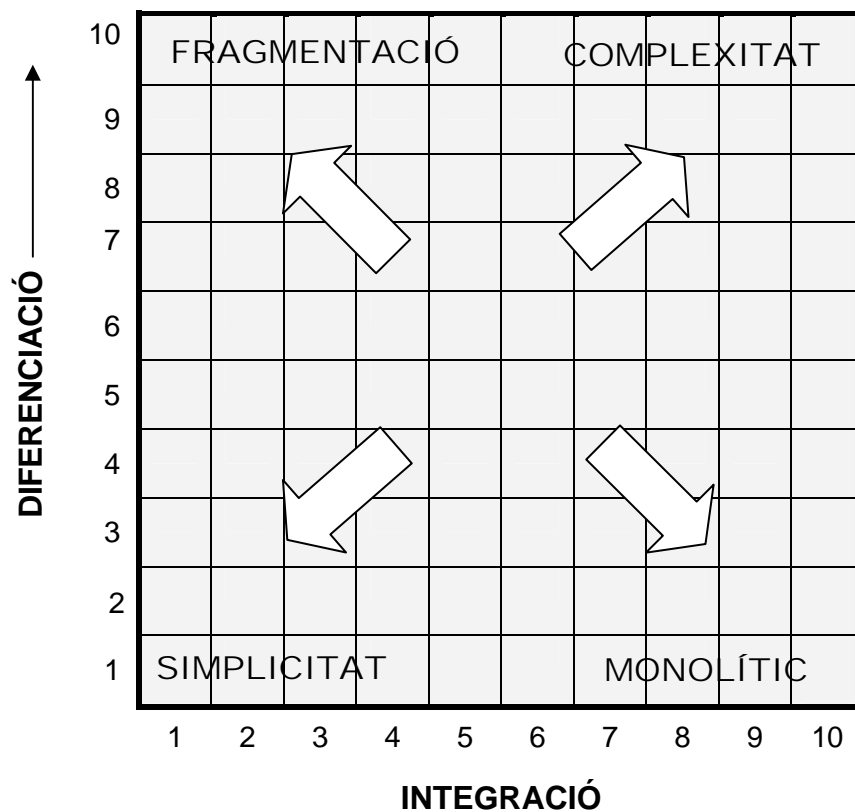 10
FRAGMENTACIÓ COMPLEXITAT
9
8
7
6
5
4
3
2
1
SIMPLICITAT MONOLÍTIC
DIFERENCIACIÓ
1 2 3 4 5 6 7 8 9 10
INTEGRACIÓ